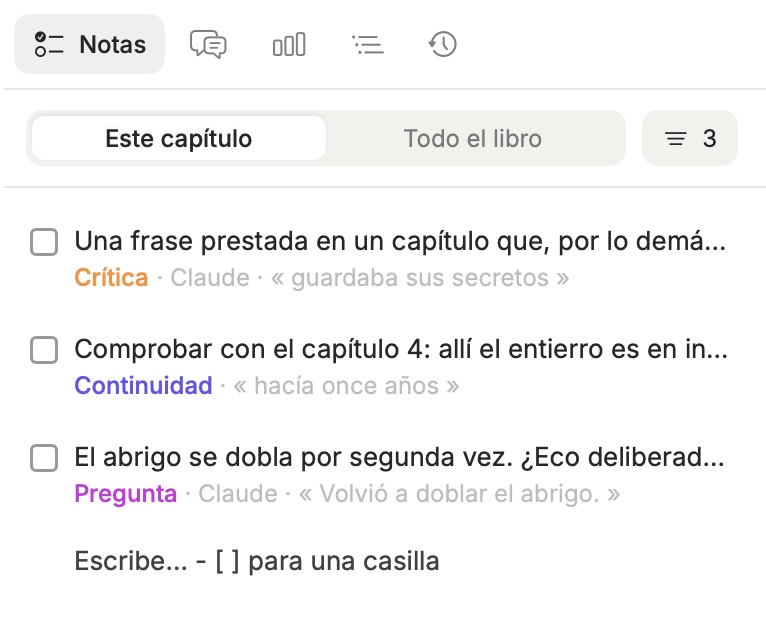 Notas
Este capítulo
Todo el libro
3
Una frase prestada en un capítulo que, por lo demá...
Crítica · Claude · « guardaba sus secretos »
Comprobar con el capítulo 4: allí el entierro es en in...
Continuidad · « hacía once años »
El abrigo se dobla por segunda vez. ¿Eco deliberad...
Pregunta · Claude · « Volvió a doblar el abrigo. »
Escribe... - [ ] para una casilla